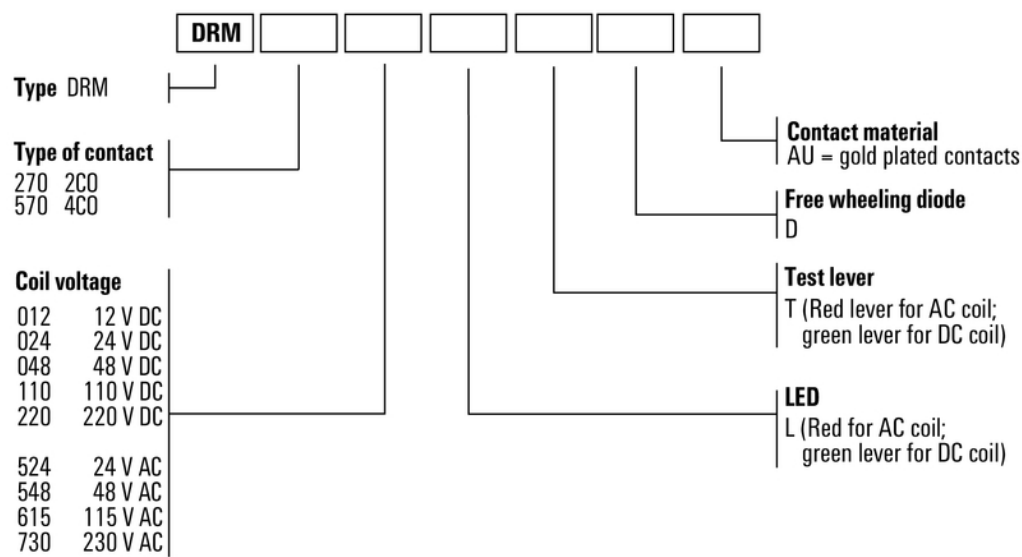 DRM
Type DRM
Type of contact
270 2CO
570 4CO
Coil voltage
012 12 V DC
024 24 V DC
048 48 V DC
110 110 V DC
220 220 V DC
524 24 V AC
548 48 V AC
615 115 V AC
730 230 V AC
Contact material
AU = gold plated contacts
Free wheeling diode
D
Test lever
T (Red lever for AC coil;
green lever for DC coil)
LED
L (Red for AC coil;
green lever for DC coil)